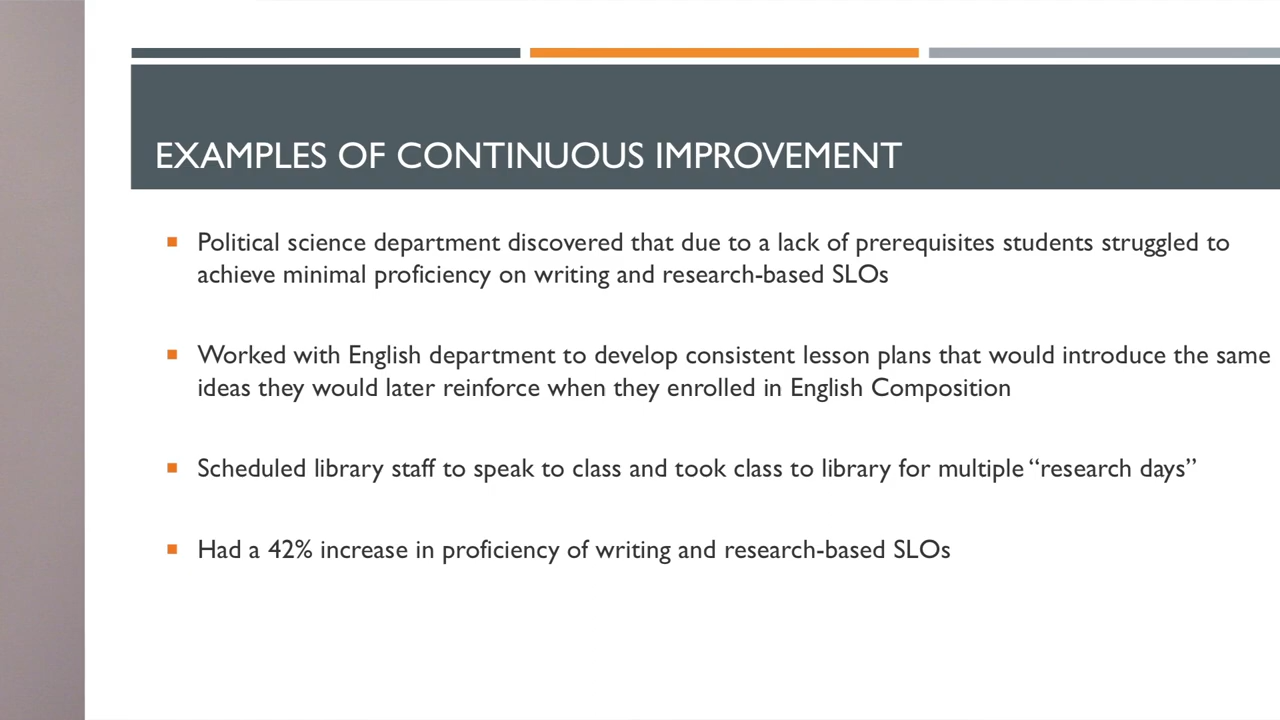 EXAMPLES OF CONTINUOUS IMPROVEMENT
Political science department discovered that due to a lack of prerequisites students struggled to
achieve minimal proficiency on writing and research-based SLOs
Worked with English department to develop consistent lesson plans that would introduce the same
ideas they would later reinforce when they enrolled in English Composition
Scheduled library staff to speak to class and took class to library for multiple “research days”
Had a 42% increase in proficiency of writing and research-based SLOs